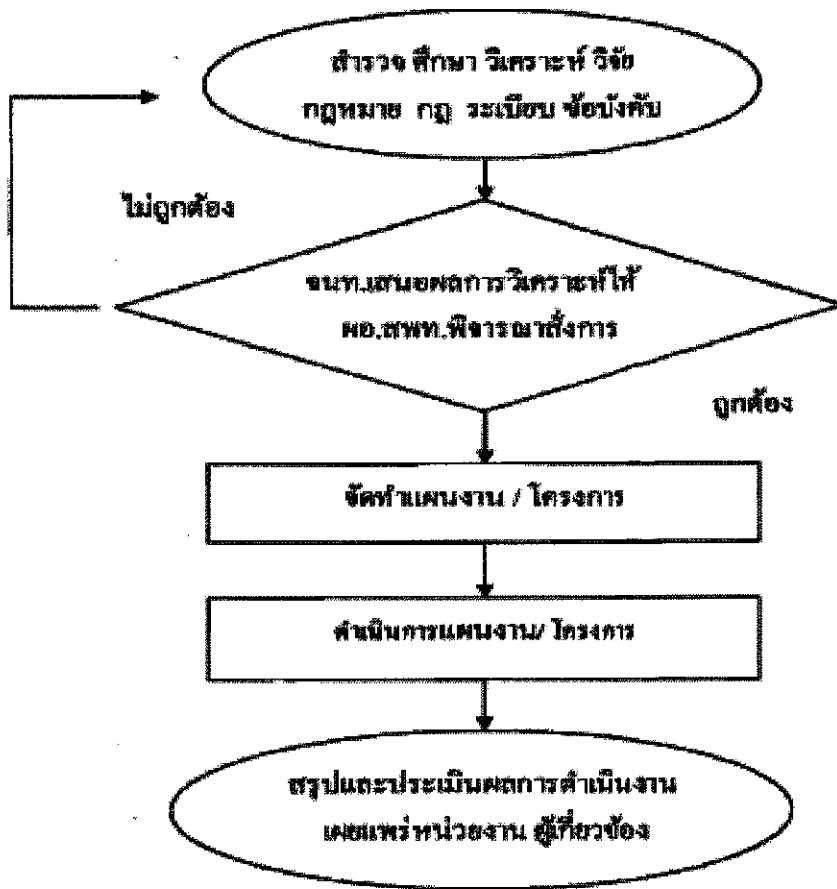 สำรวจ ศึกษา วิเคราะห์ วิจัย
กฎหมาย กฎ ระเบียบ ข้อบังคับ
ไม่ถูกต้อง
จนท.เสนอผลการวิเคราะห์ให้
ผอ.สพท.พิจารณาสั่งการ
ถูกต้อง
จัดทำแผนงาน / โครงการ
ดำเนินการแผนงาน/ โครงการ
สรุปและประเมินผลการดำเนินงาน
เผยแพร่หน่วยงาน ผู้เกี่ยวข้อง